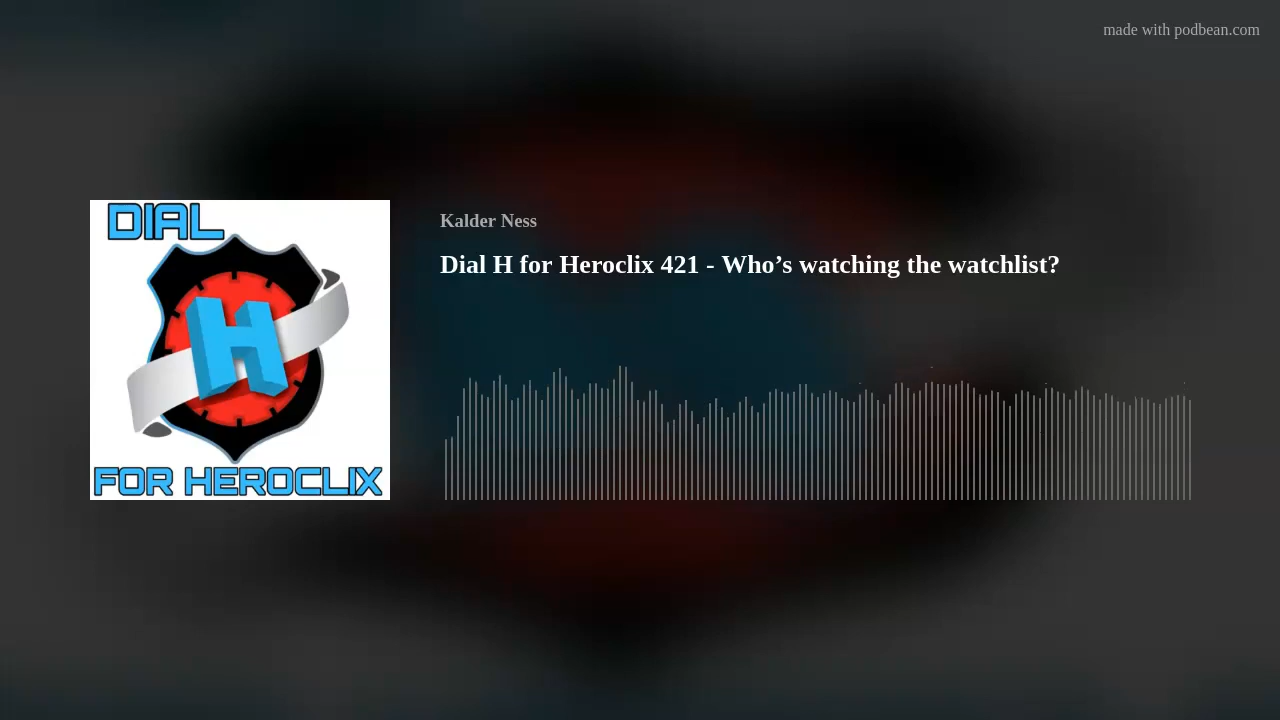 made with podbean.com
DIAL
H
FOR HEROCLIX
Kalder Ness
Dial H for Heroclix 421 - Who’s watching the watchlist?